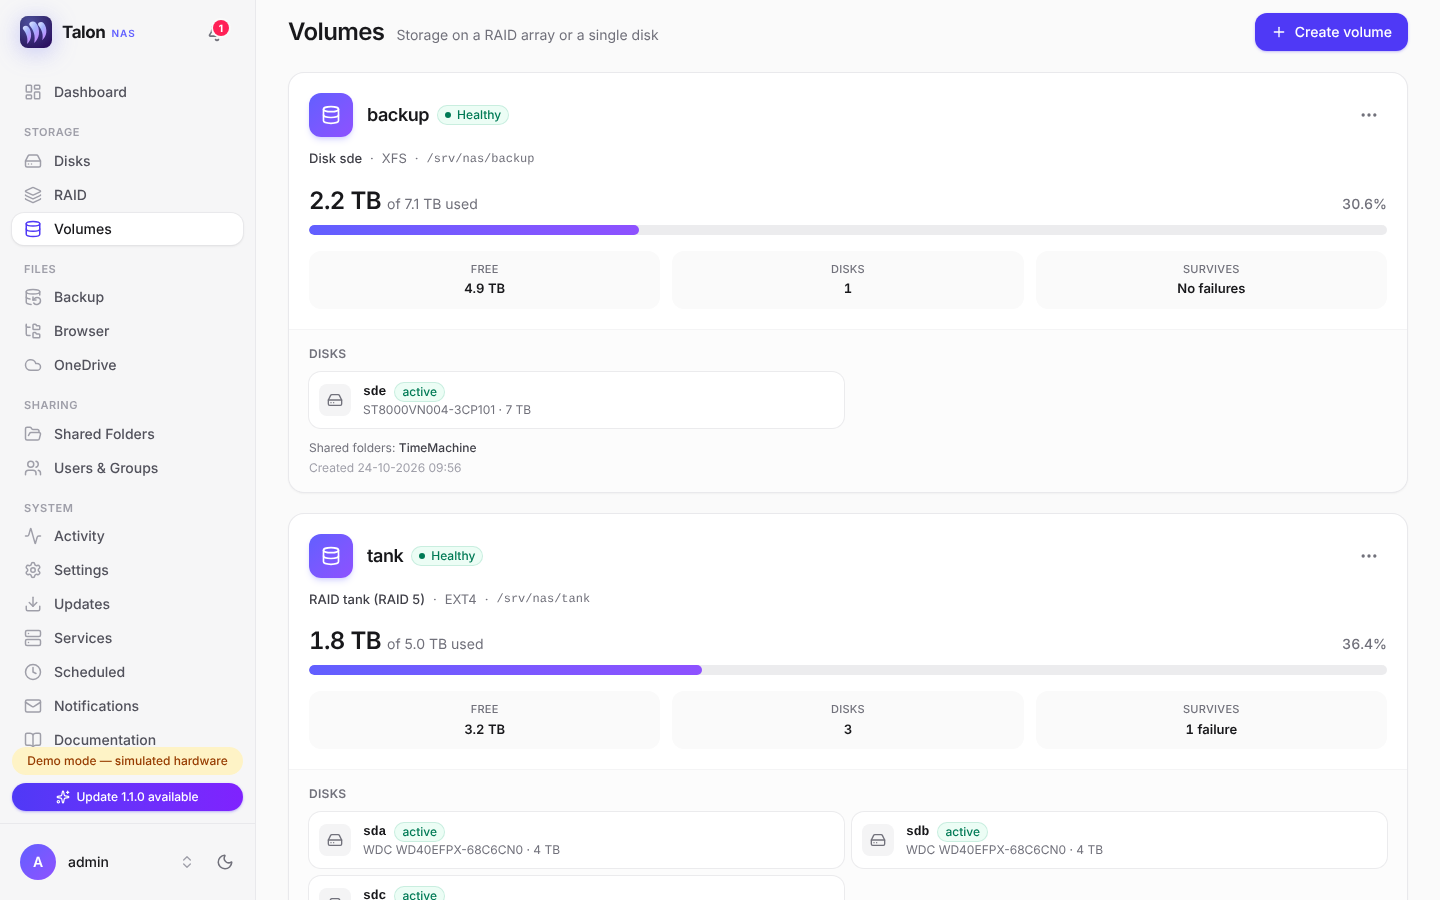 Talon NAS
1
Dashboard
STORAGE
Disks
RAID
Volumes
FILES
Backup
Browser
OneDrive
SHARING
Shared Folders
Users & Groups
SYSTEM
Activity
Settings
Updates
Services
Scheduled
Notifications
Documentation
Demo mode — simulated hardware
Update 1.1.0 available
A admin
Volumes Storage on a RAID array or a single disk
Create volume
backup Healthy
Disk sde · XFS · /srv/nas/backup
2.2 TB of 7.1 TB used 30.6%
FREE DISKS SURVIVES
4.9 TB 1 No failures
DISKS
sde active
ST8000VN004-3CP101 · 7 TB
Shared folders: TimeMachine
Created 24-10-2026 09:56
tank Healthy
RAID tank (RAID 5) · EXT4 · /srv/nas/tank
1.8 TB of 5.0 TB used 36.4%
FREE DISKS SURVIVES
3.2 TB 3 1 failure
DISKS
sda active sdb active
WDC WD40EFPX-68C6CN0 · 4 TB WDC WD40EFPX-68C6CN0 · 4 TB
sdc active